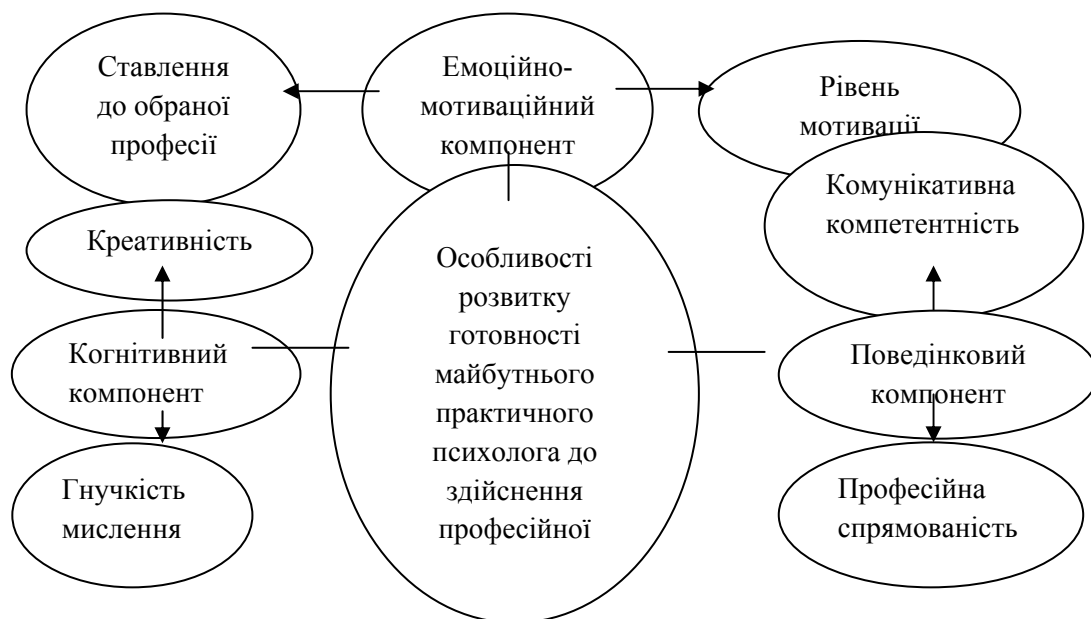 Ставлення
до обраної
професії
Емоційно-
мотиваційний
компонент
Рівень
мотивації
Креативність
Комунікативна
компетентність
Особливості
розвитку
готовності
майбутнього
практичного
психолога до
здійснення
професійної
Когнітивний
компонент
Поведінковий
компонент
Гнучкість
мислення
Професійна
спрямованість